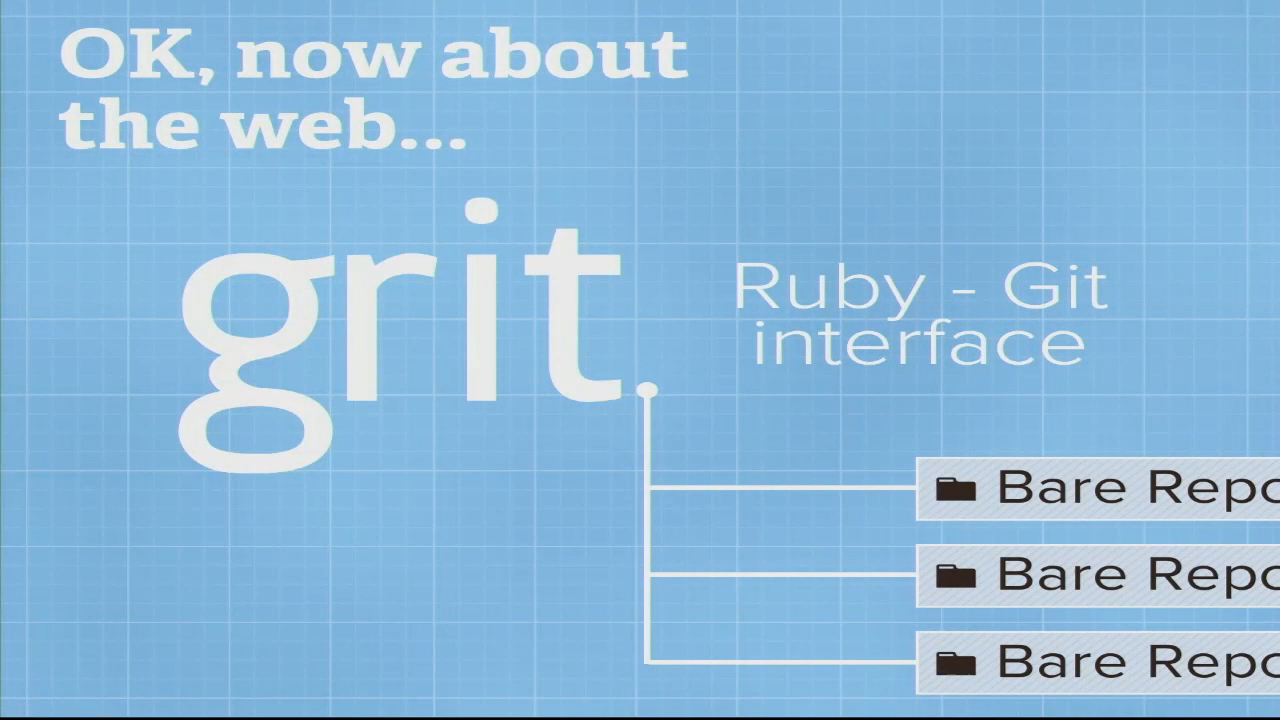 OK, now about
the web...
grit.
Ruby - Git
interface
Bare Repo
Bare Repo
Bare Repo